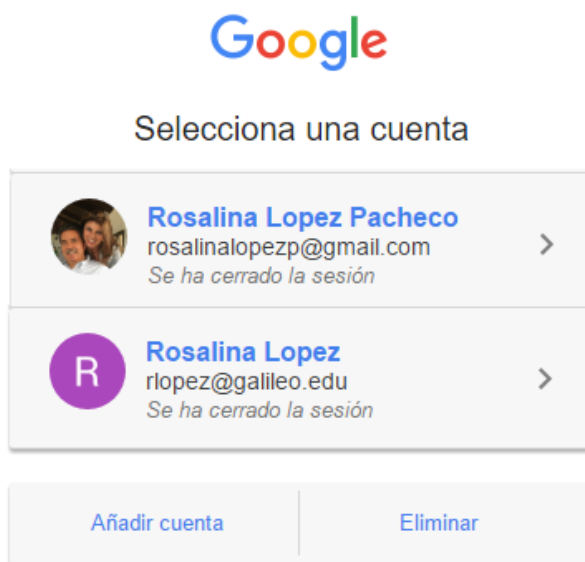 Google
Selecciona una cuenta
Rosalina Lopez Pacheco
rosalinalopezp@gmail.com
Se ha cerrado la sesión
R
Rosalina Lopez
rlopez@galileo.edu
Se ha cerrado la sesión
Añadir cuenta
Eliminar